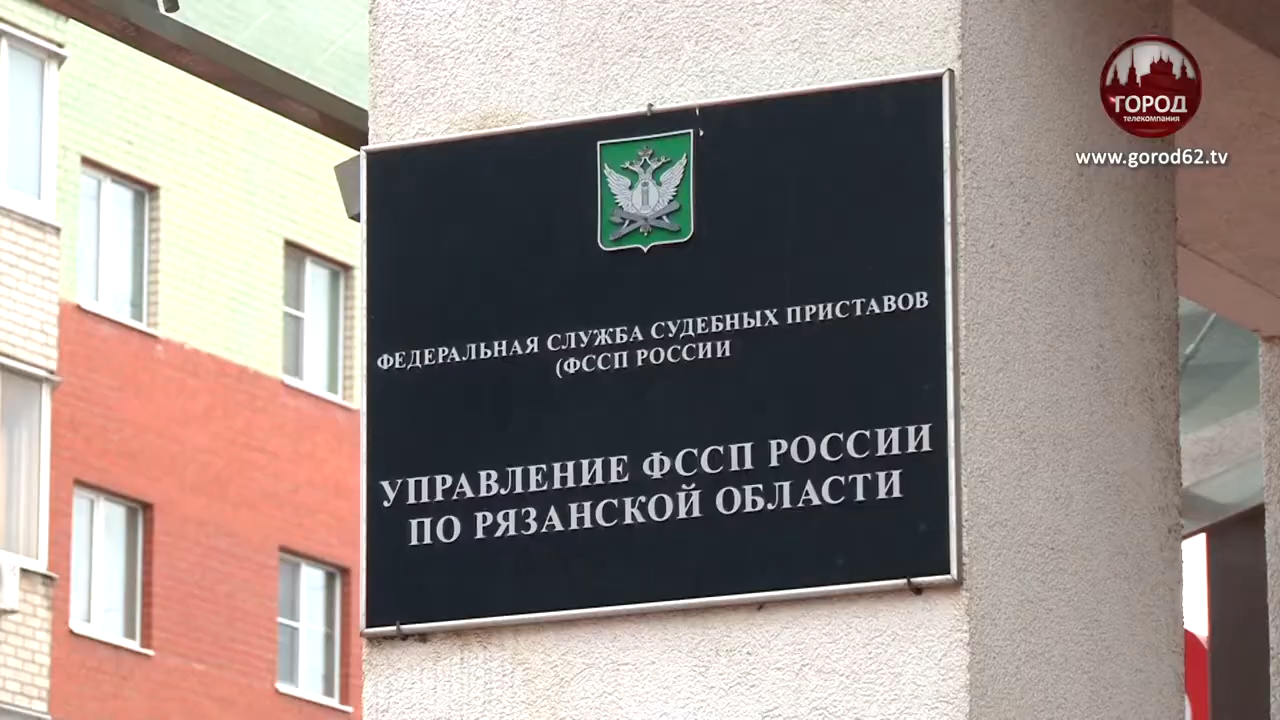 ГОРОД
телекомпания
www.gorod62.tv
ФЕДЕРАЛЬНАЯ СЛУЖБА СУДЕБНЫХ ПРИСТАВОВ
(ФССП РОССИИ
УПРАВЛЕНИЕ ФССП РОССИИ
ПО РЯЗАНСКОЙ ОБЛАСТИ